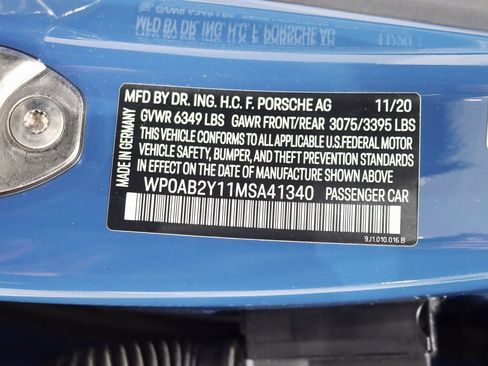 MFD BY DR. ING. H.C. F. PORSCHE AG 11/20
GVWR 6349 LBS GAWR FRONT/REAR 3075/3395 LBS
THIS VEHICLE CONFORMS TO ALL APPLICABLE U.S.FEDERAL MOTOR
VEHICLE SAFETY, BUMPER, AND THEFT PREVENTION STANDARDS
IN EFFECT ON THE DATE OF MANUFACTURE SHOWN ABOVE
WP0AB2Y11MSA41340 PASSENGER CAR
MADE IN GERMANY
9J1.010.016 B